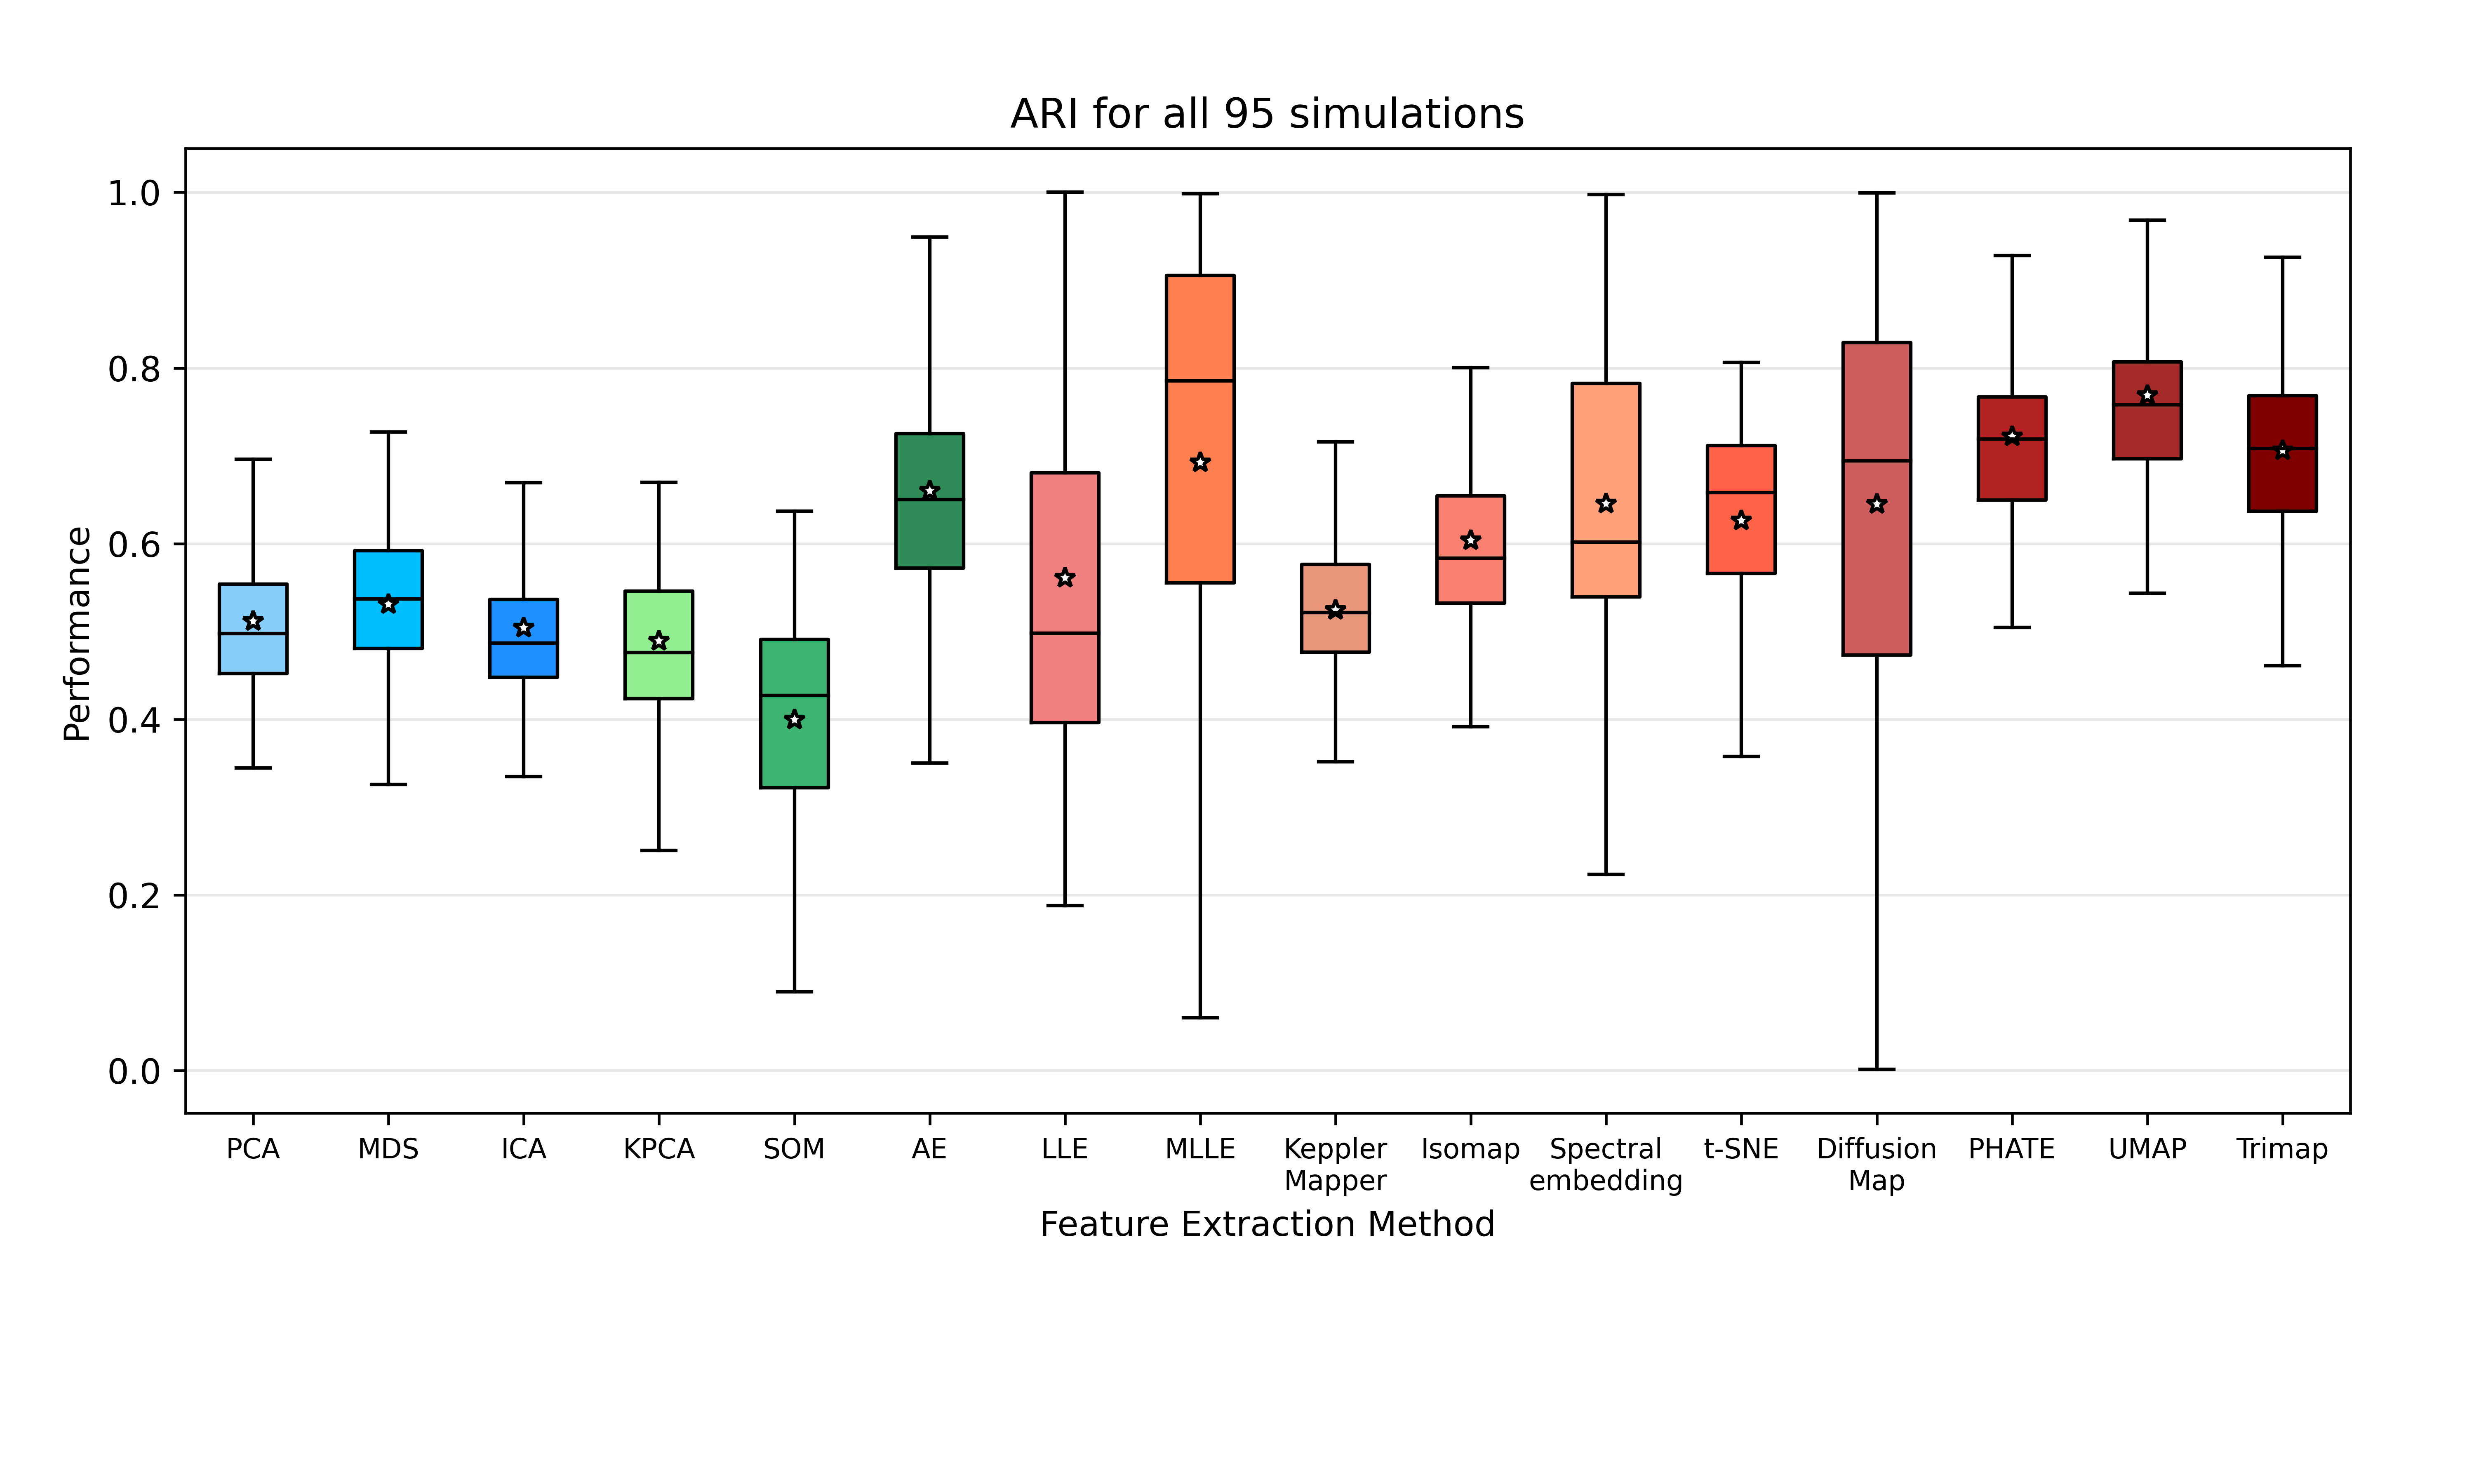 ARI for all 95 simulations
Performance
1.0
0.8
0.6
0.4
0.2
0.0
PCA MDS ICA KPCA SOM AE LLE MLLE Keppler Mapper Isomap Spectral embedding t-SNE Diffusion Map PHATE UMAP Trimap
Feature Extraction Method